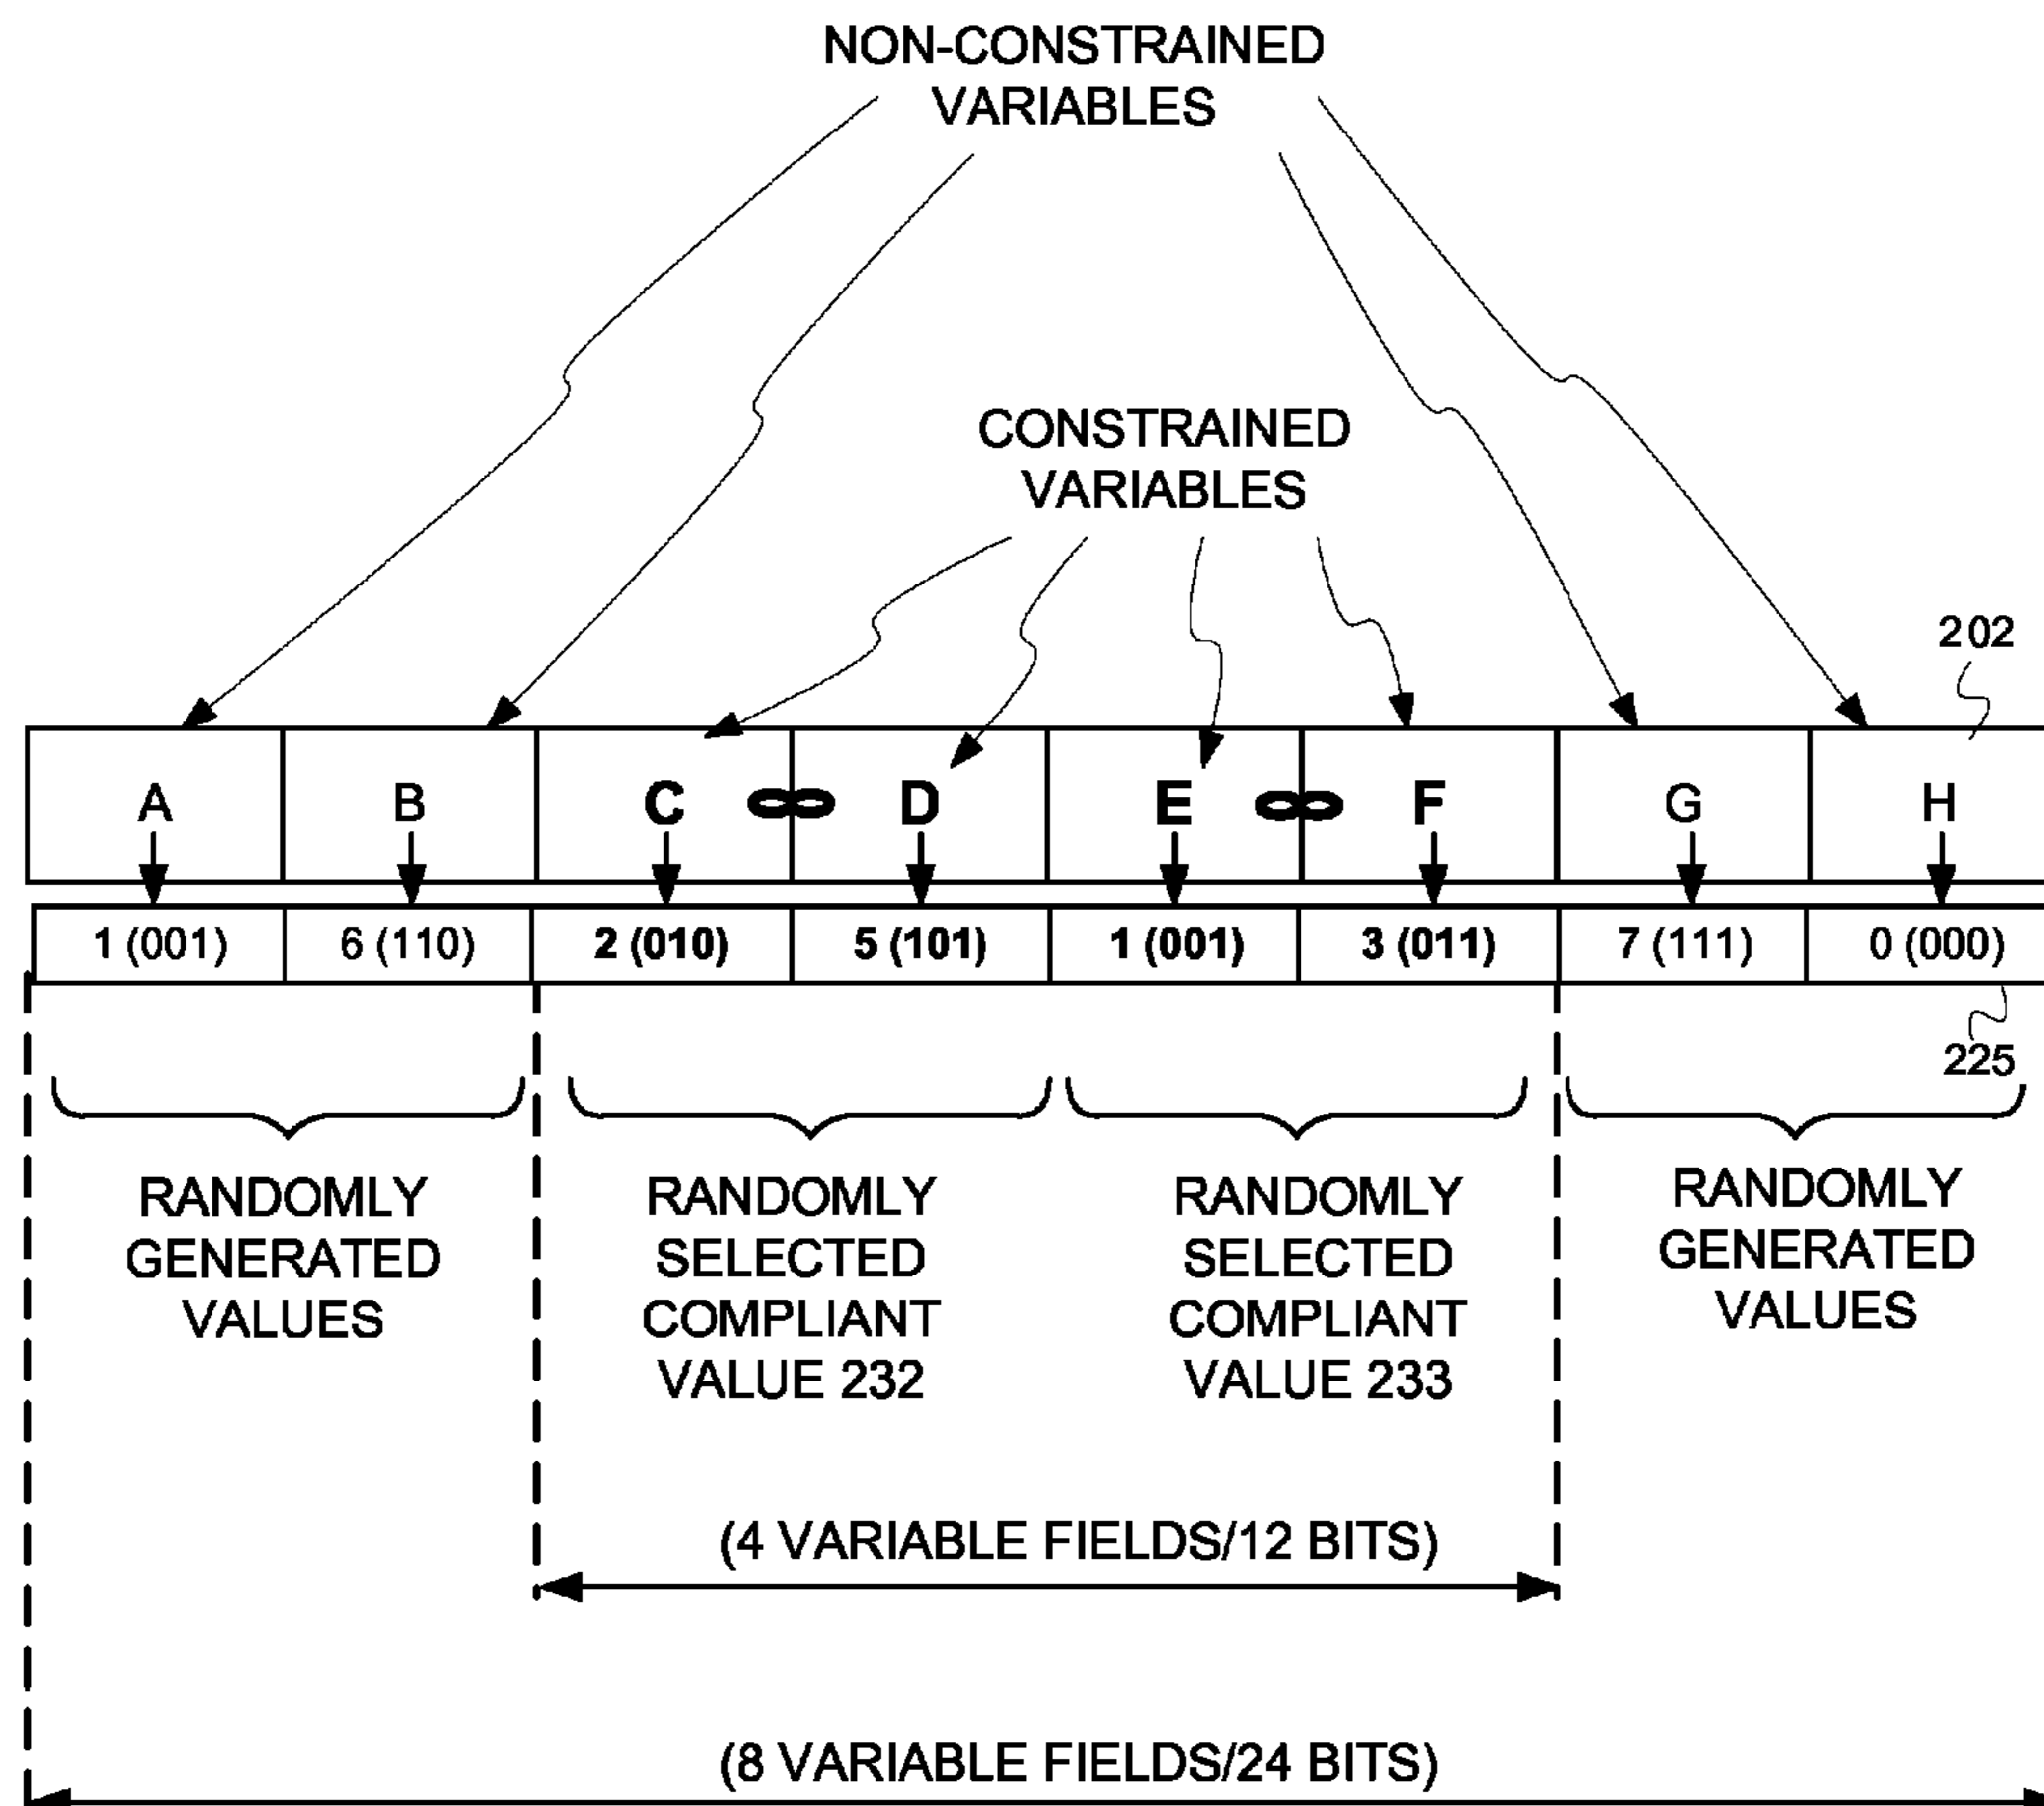 NON-CONSTRAINED
VARIABLES
CONSTRAINED
VARIABLES
202
A B C D E F G H
1 (001) 6 (110) 2 (010) 5 (101) 1 (001) 3 (011) 7 (111) 0 (000)
225
RANDOMLY
GENERATED
VALUES
RANDOMLY
SELECTED
COMPLIANT
VALUE 232
RANDOMLY
SELECTED
COMPLIANT
VALUE 233
RANDOMLY
GENERATED
VALUES
(4 VARIABLE FIELDS/12 BITS)
(8 VARIABLE FIELDS/24 BITS)